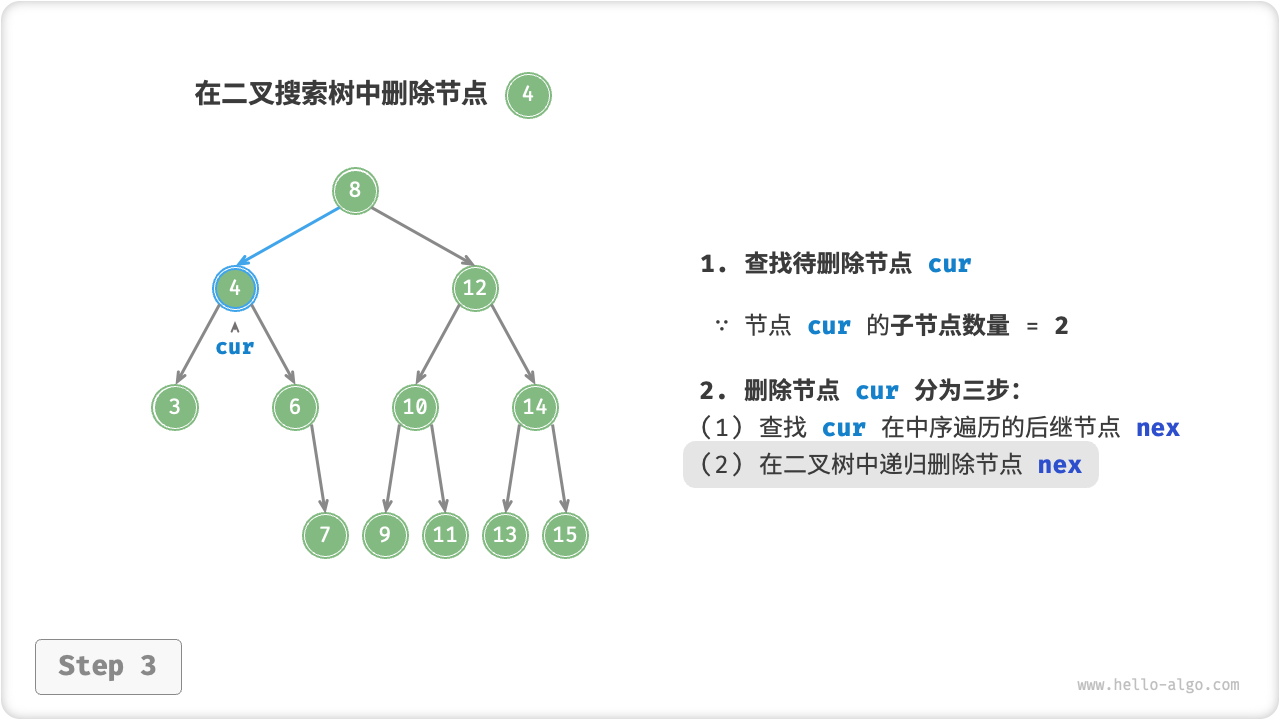 在二叉搜索树中删除节点 4
8
4 12
cur
3 6 10 14
7 9 11 13 15
1. 查找待删除节点 cur
∵ 节点 cur 的子节点数量 = 2
2. 删除节点 cur 分为三步:
(1) 查找 cur 在中序遍历的后继节点 nex
(2) 在二叉树中递归删除节点 nex
Step 3
www.hello-algo.com